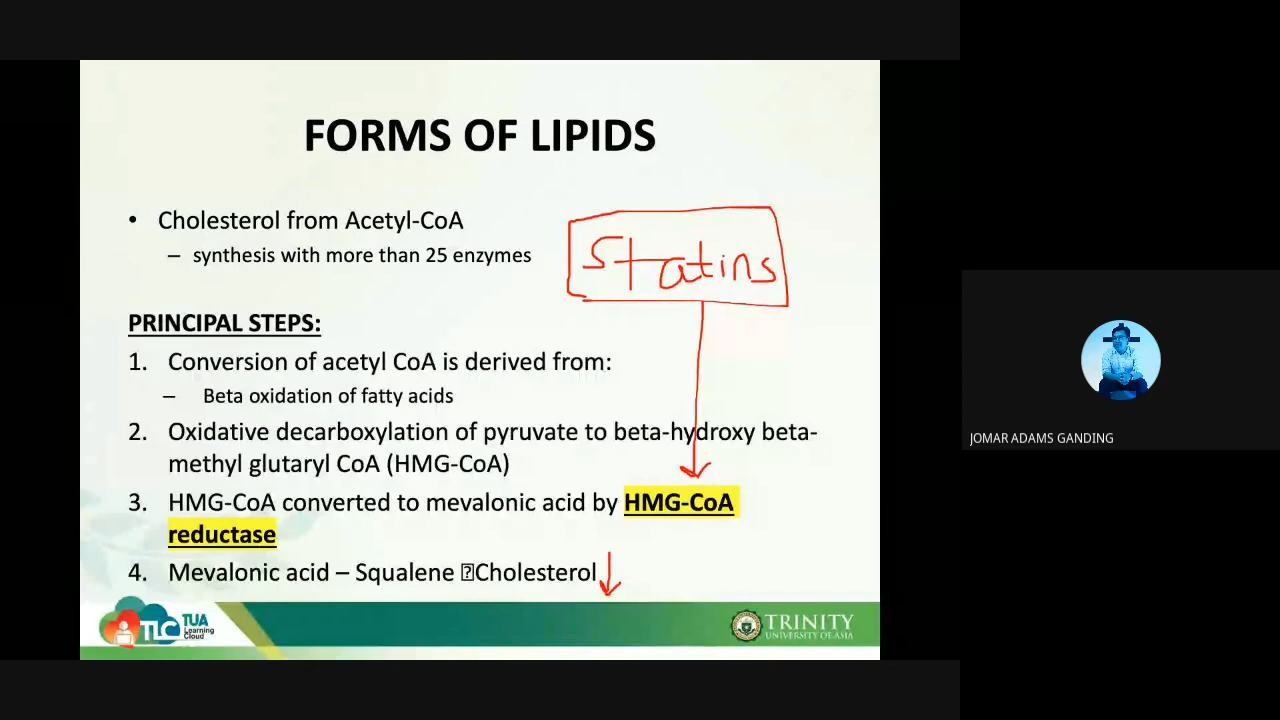 FORMS OF LIPIDS
• Cholesterol from Acetyl-CoA
– synthesis with more than 25 enzymes
Statins
PRINCIPAL STEPS:
1. Conversion of acetyl CoA is derived from:
– Beta oxidation of fatty acids
2. Oxidative decarboxylation of pyruvate to beta-hydroxy beta-
methyl glutaryl CoA (HMG-CoA)
3. HMG-CoA converted to mevalonic acid by HMG-CoA
reductase
4. Mevalonic acid – Squalene ⍰Cholesterol
TLC TUA
Learning
Cloud
TRINITY
UNIVERSITY OF ASIA
JOMAR ADAMS GANDING